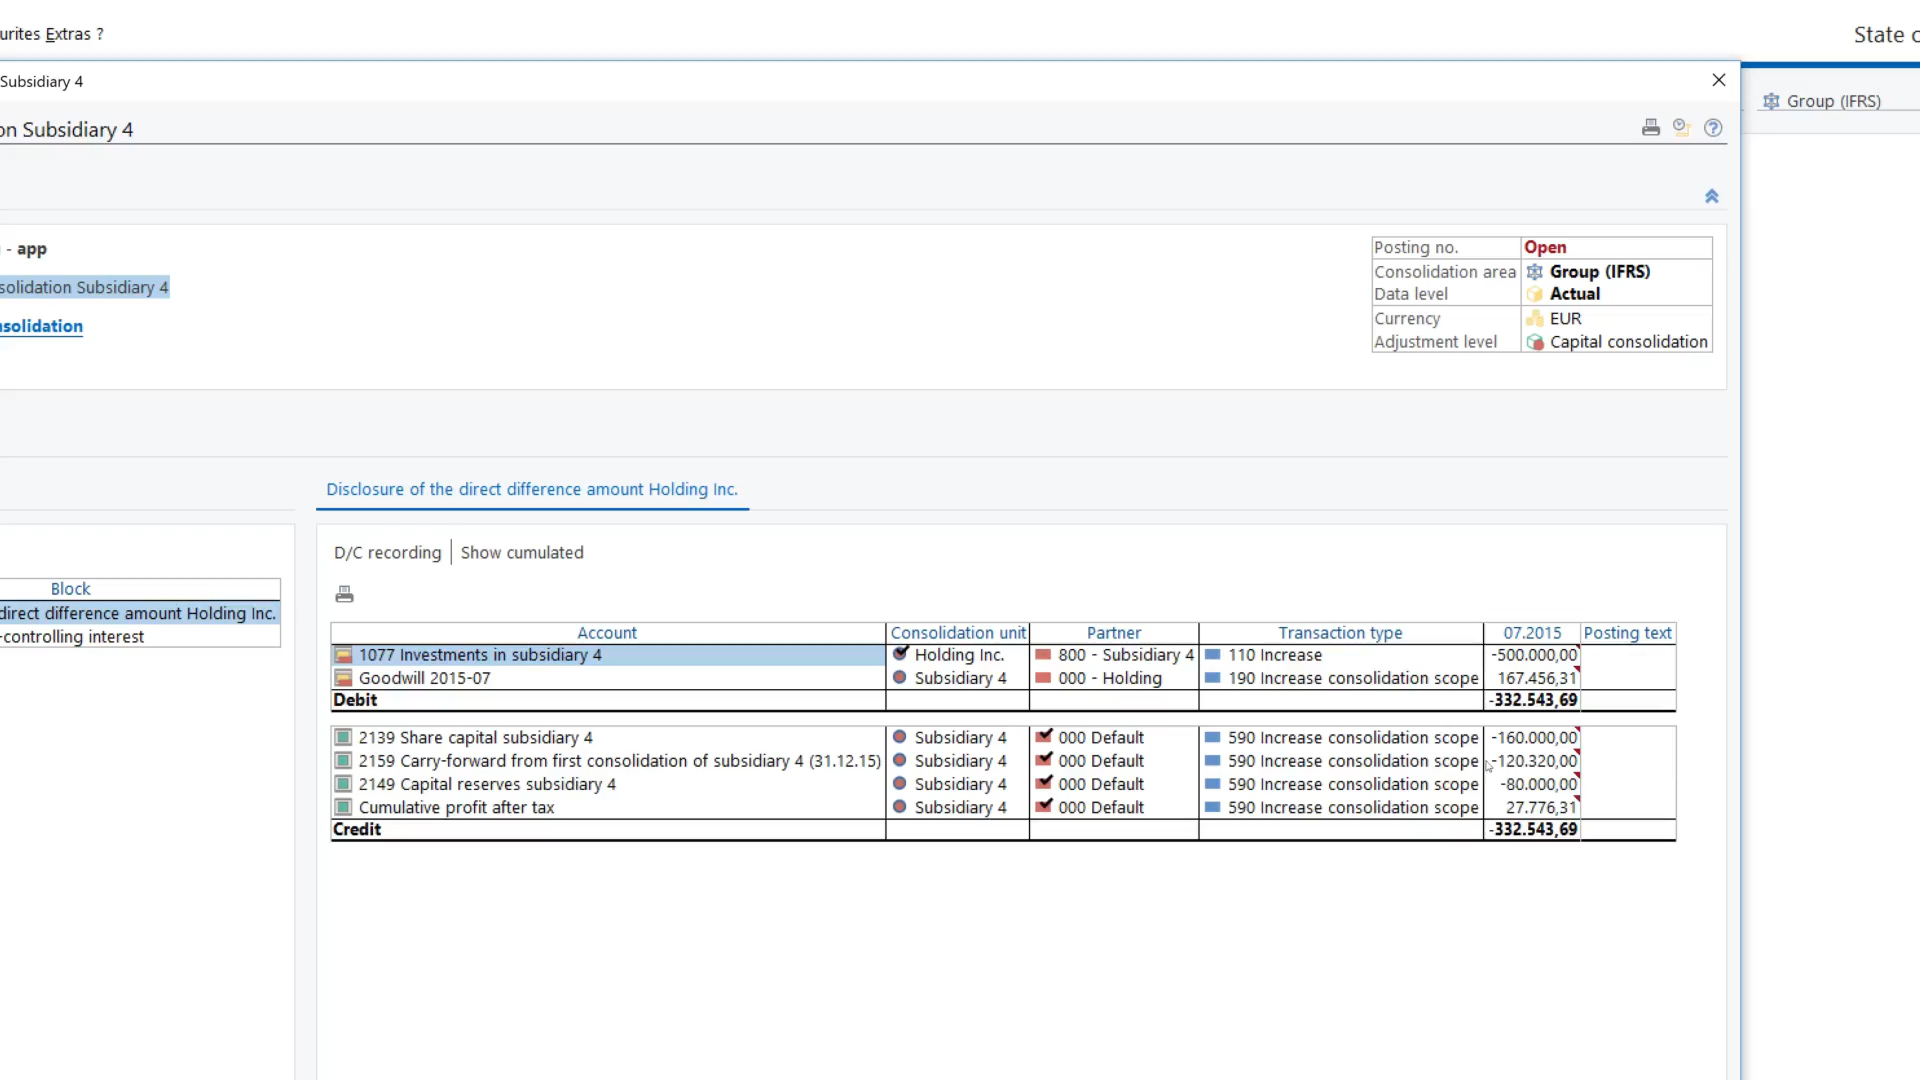 urites Extras ?
State c
Subsidiary 4
Group (IFRS)
on Subsidiary 4
- app
Posting no. Open
solidation Subsidiary 4
Consolidation area Group (IFRS)
Data level Actual
nsolidation
Currency EUR
Adjustment level Capital consolidation
Disclosure of the direct difference amount Holding Inc.
D/C recording Show cumulated
Block
direct difference amount Holding Inc.
-controlling interest
Account Consolidation unit Partner Transaction type 07.2015 Posting text
1077 Investments in subsidiary 4 Holding Inc. 800 - Subsidiary 4 110 Increase -500.000,00
Goodwill 2015-07 Subsidiary 4 000 - Holding 190 Increase consolidation scope 167.456,31
Debit -332.543,69
2139 Share capital subsidiary 4 Subsidiary 4 000 Default 590 Increase consolidation scope -160.000,00
2159 Carry-forward from first consolidation of subsidiary 4 (31.12.15) Subsidiary 4 000 Default 590 Increase consolidation scope -120.320,00
2149 Capital reserves subsidiary 4 Subsidiary 4 000 Default 590 Increase consolidation scope -80.000,00
Cumulative profit after tax Subsidiary 4 000 Default 590 Increase consolidation scope 27.776,31
Credit -332.543,69